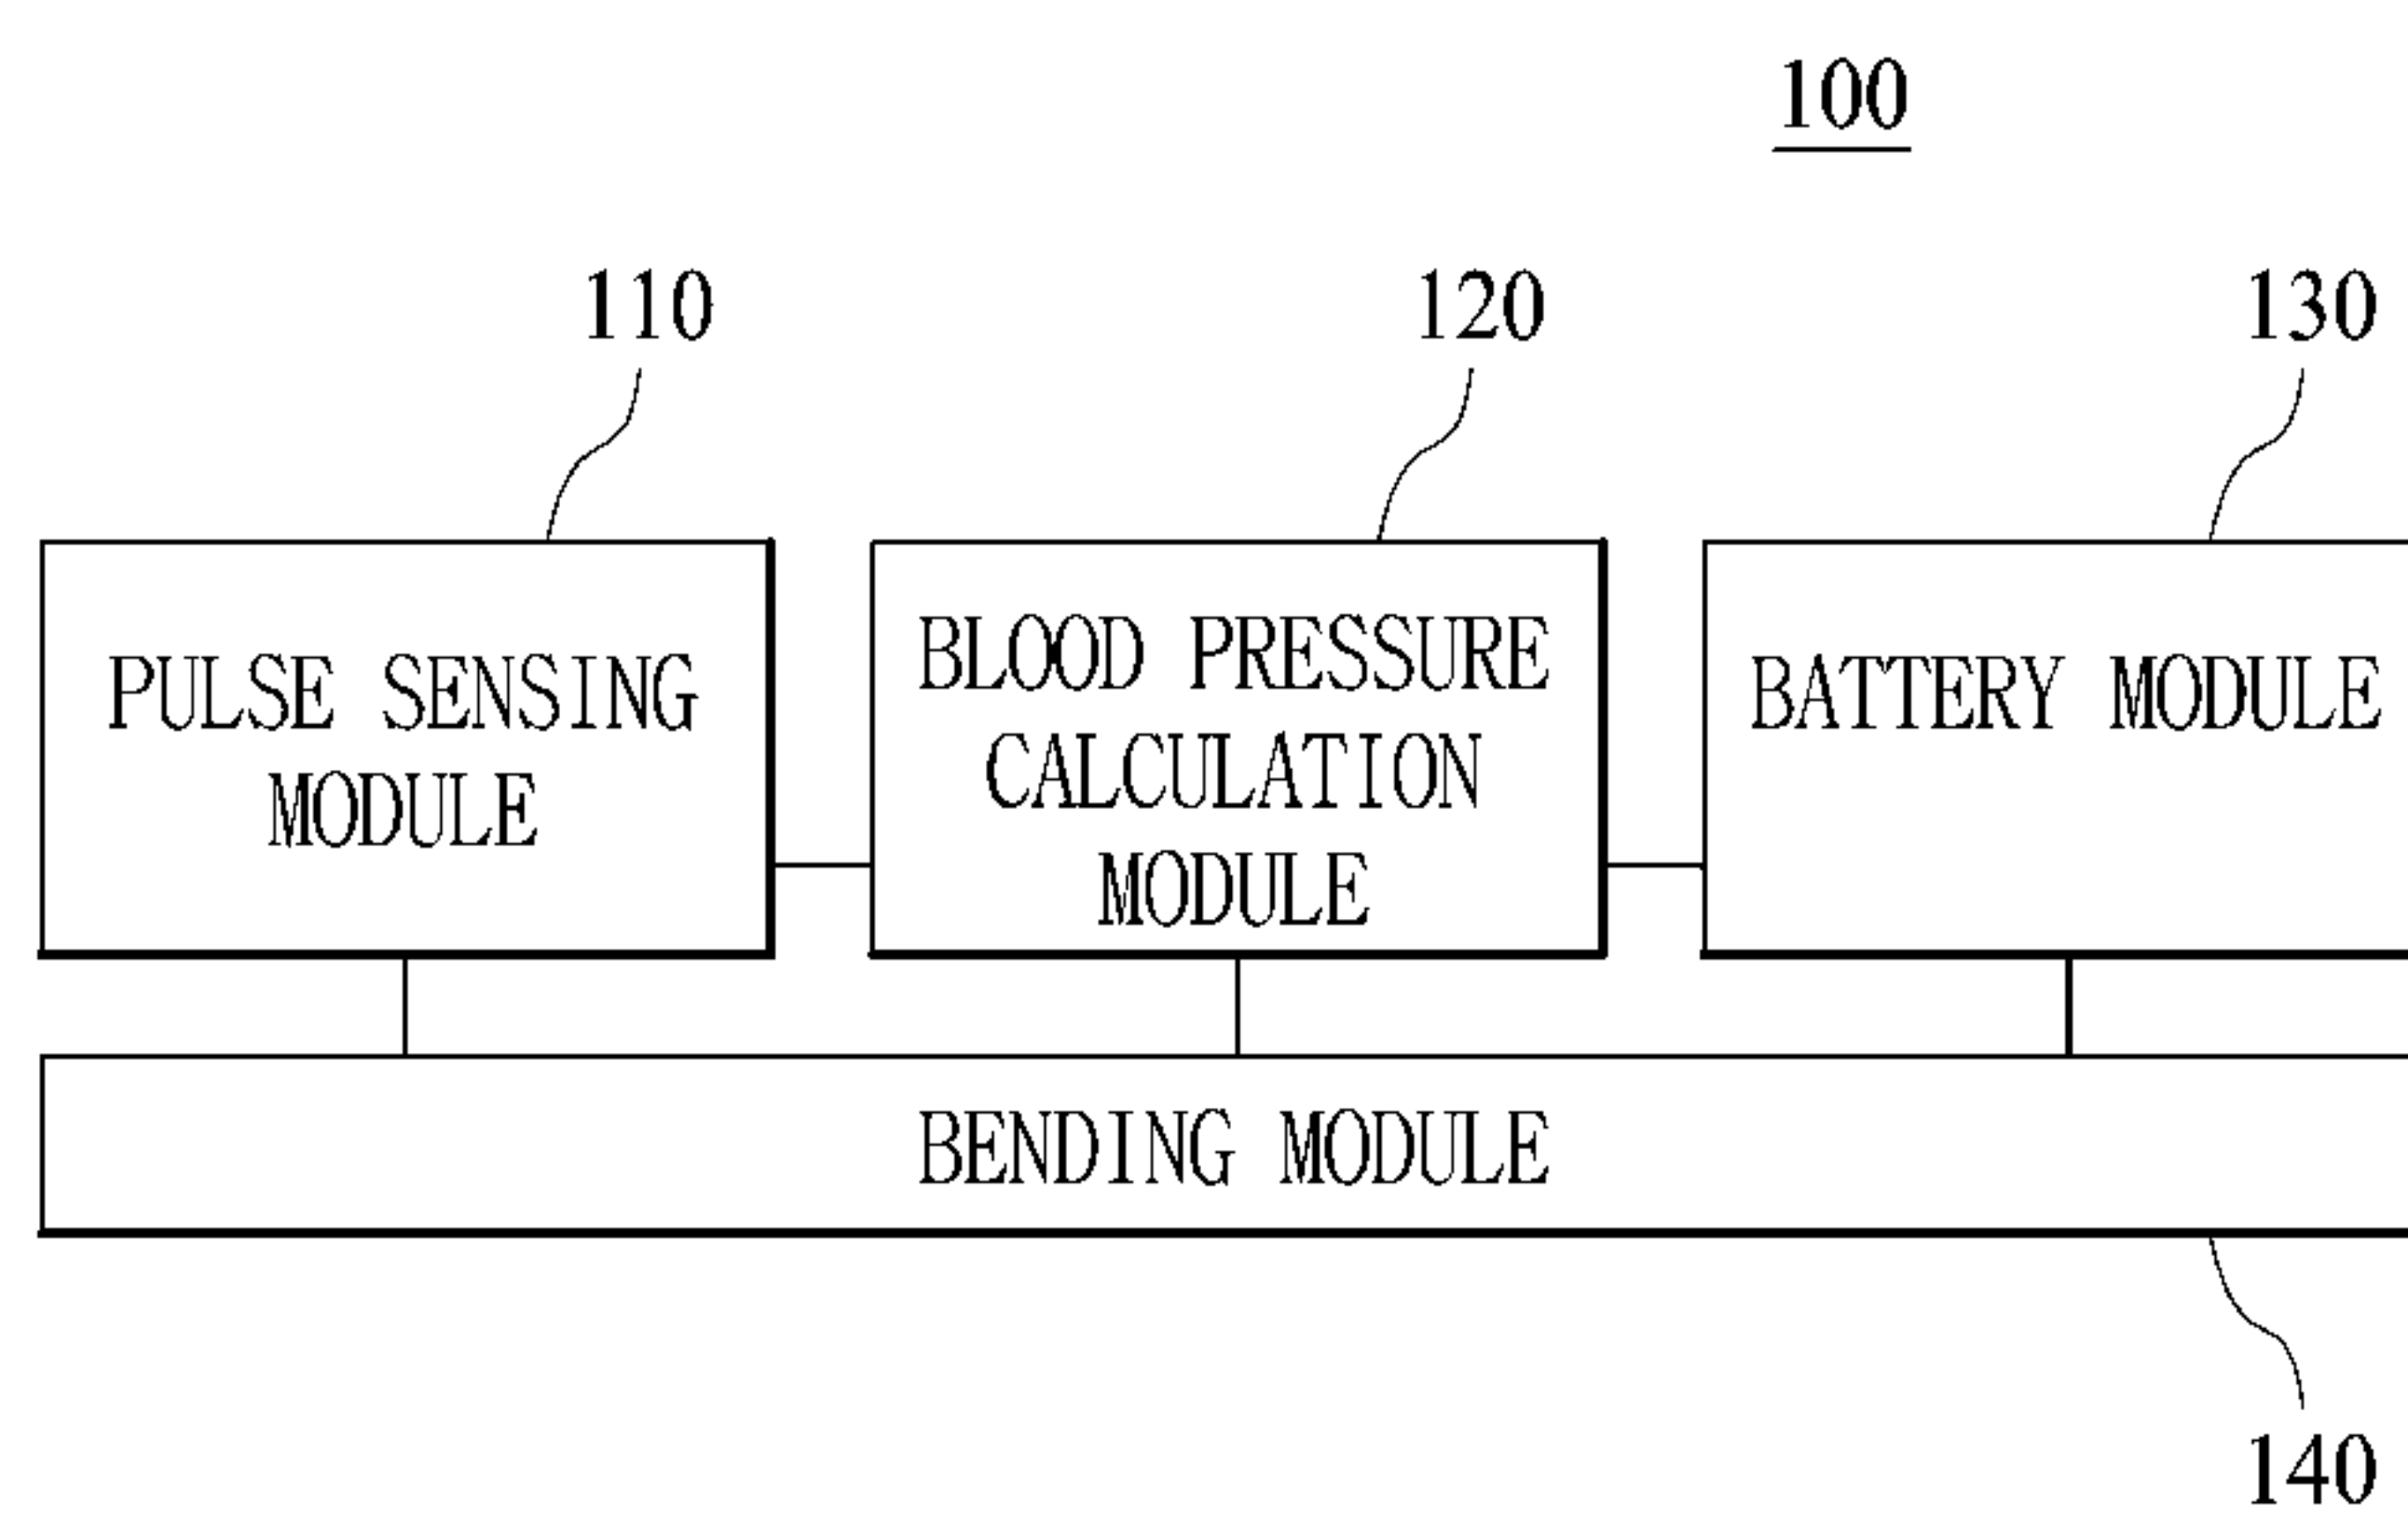 100
110
120
130
PULSE SENSING
MODULE
BLOOD PRESSURE
CALCULATION
MODULE
BATTERY MODULE
BENDING MODULE
140